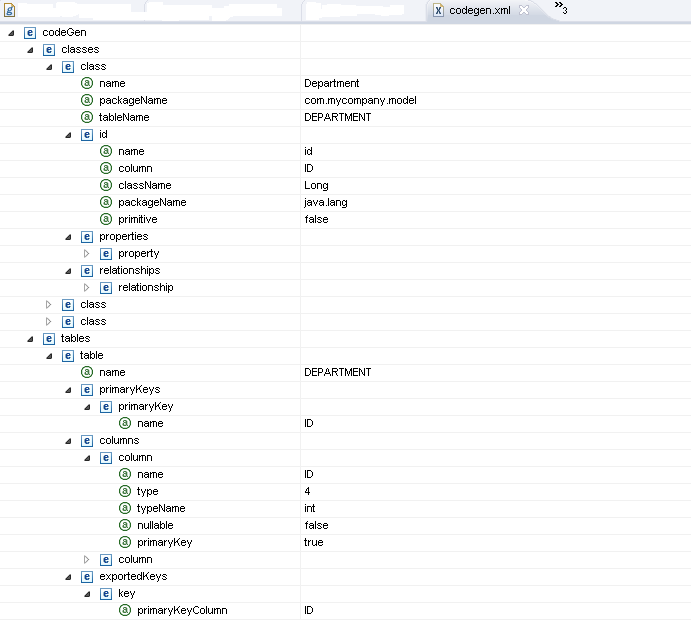 codegen.xml
»3
codeGen
classes
class
name Department
packageName com.mycompany.model
tableName DEPARTMENT
id
name id
column ID
className Long
packageName java.lang
primitive false
properties
property
relationships
relationship
class
class
tables
table
name DEPARTMENT
primaryKeys
primaryKey
name ID
columns
column
name ID
type 4
typeName int
nullable false
primaryKey true
column
exportedKeys
key
primaryKeyColumn ID